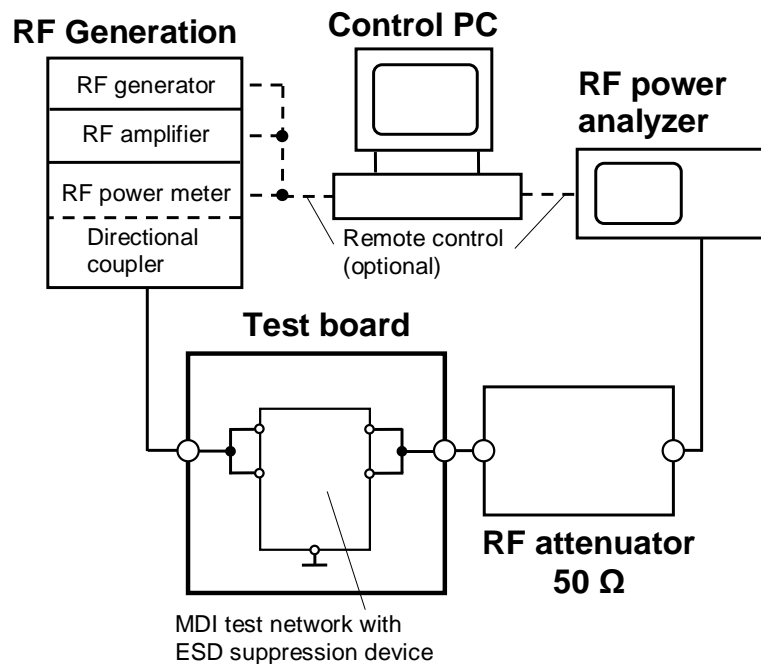 RF Generation
RF generator
RF amplifier
RF power meter
Directional
coupler
Control PC
Remote control
(optional)
RF power
analyzer
Test board
RF attenuator
50 Ω
MDI test network with
ESD suppression device